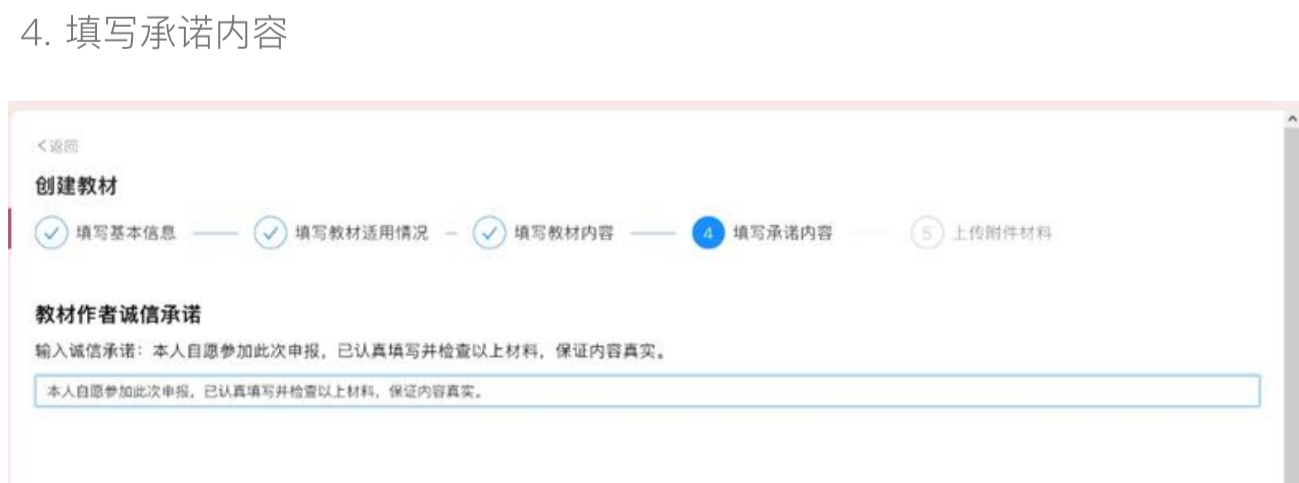 4. 填写承诺内容
<返回
创建教材
填写基本信息 填写教材适用情况 填写教材内容 4 填写承诺内容 5 上传附件材料
教材作者诚信承诺
输入诚信承诺：本人自愿参加此次申报，已认真填写并检查以上材料，保证内容真实。
本人自愿参加此次申报，已认真填写并检查以上材料，保证内容真实。